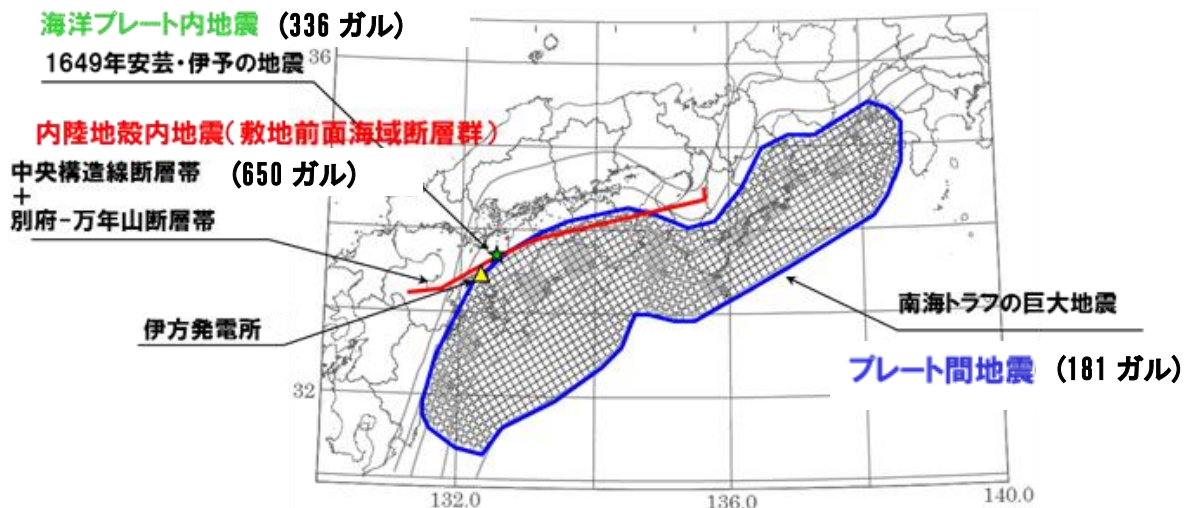 海洋プレート内地震 (336 ガル)
1649年安芸・伊予の地震
内陸地殻内地震(敷地前面海域断層群)
中央構造線断層帯 (650 ガル)
+
別府-万年山断層帯
伊方発電所
南海トラフの巨大地震
プレート間地震 (181 ガル)
36
32
132.0
136.0
140.0